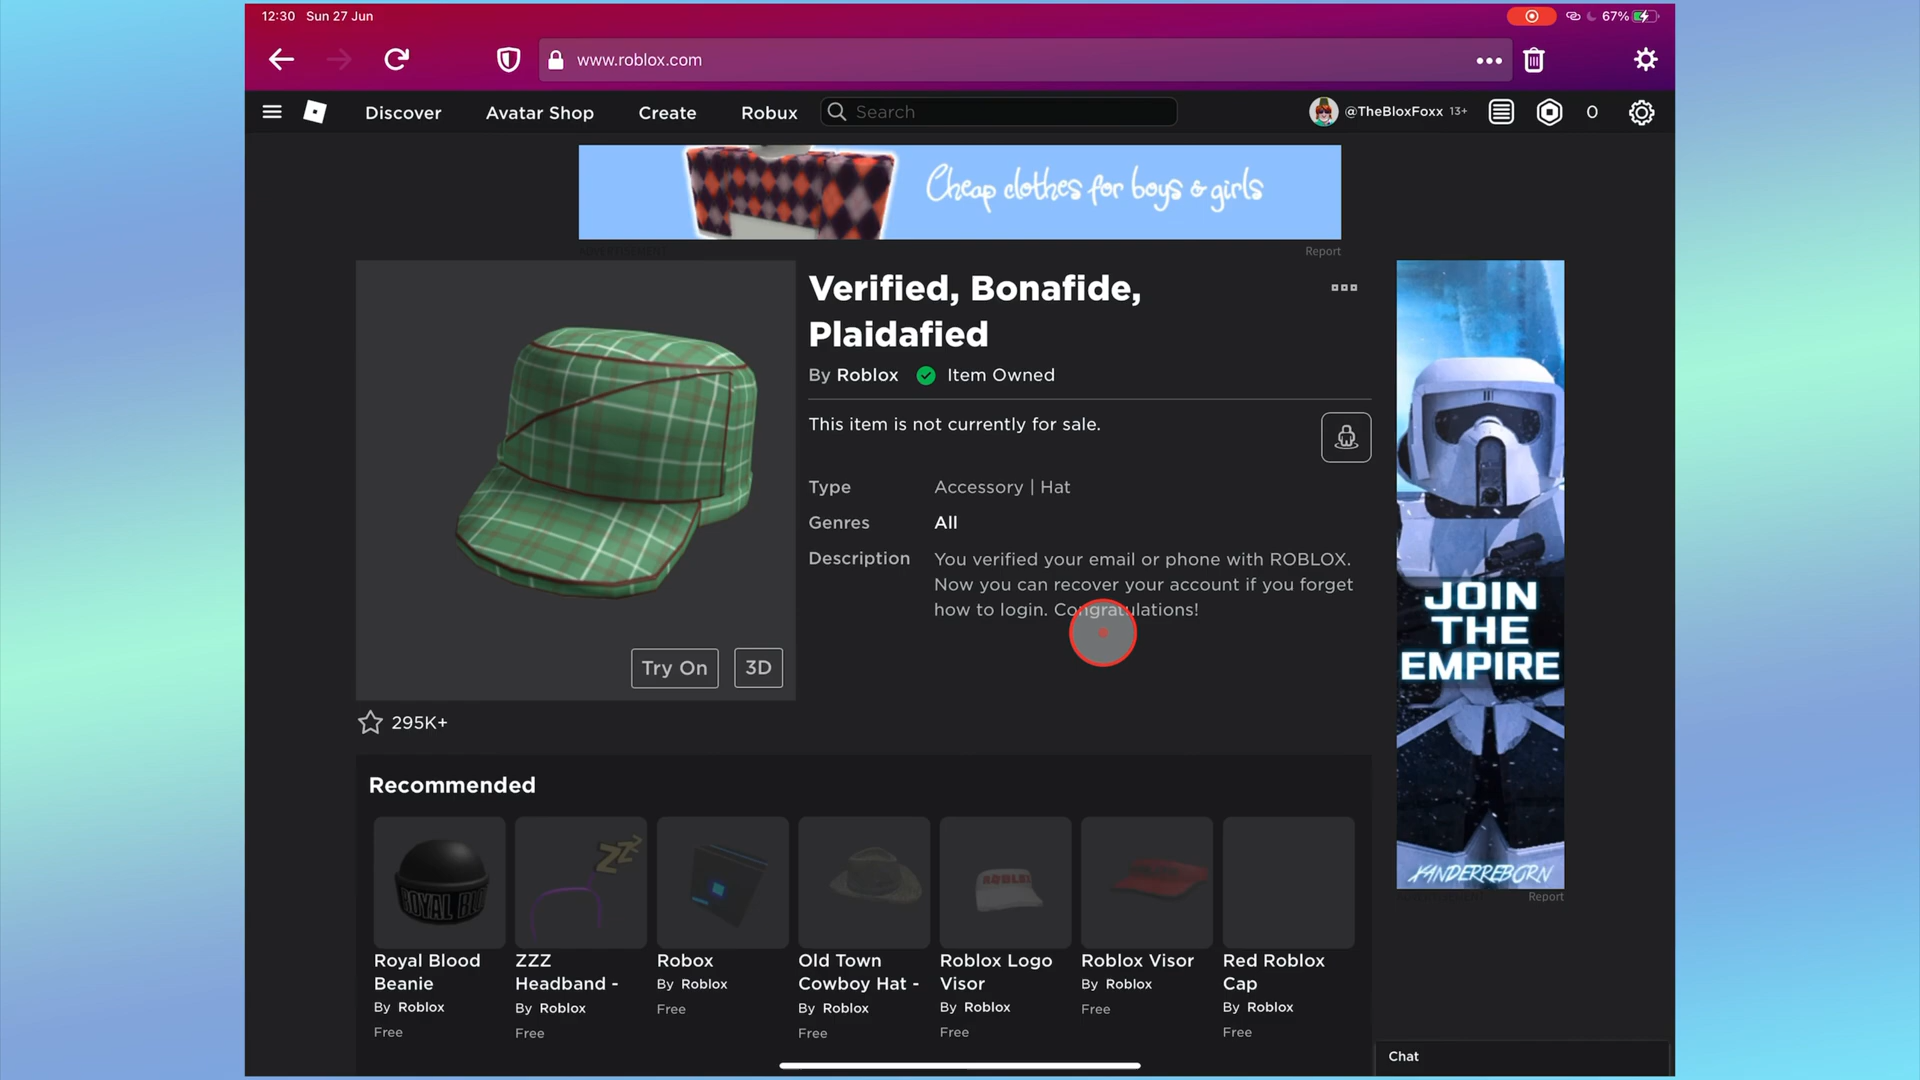 12:30 Sun 27 Jun
67%
www.roblox.com
Discover Avatar Shop Create Robux Search @TheBloxFoxx 13+ 0
Cheap clothes for boys & girls
ADVERTISEMENT Report
Verified, Bonafide,
Plaidafied
By Roblox Item Owned
This item is not currently for sale.
Type Accessory | Hat
Genres All
Description You verified your email or phone with ROBLOX.
Now you can recover your account if you forget
how to login. Congratulations!
Try On 3D
295K+
JOIN
THE
EMPIRE
XANDERREBORN
Report
Recommended
ROYAL BLO
ZZZ
ROBLOX
Royal Blood
Beanie
By Roblox
Free
ZZZ
Headband -
By Roblox
Free
Robox
By Roblox
Free
Old Town
Cowboy Hat -
By Roblox
Free
Roblox Logo
Visor
By Roblox
Free
Roblox Visor
By Roblox
Free
Red Roblox
Cap
By Roblox
Free
Chat